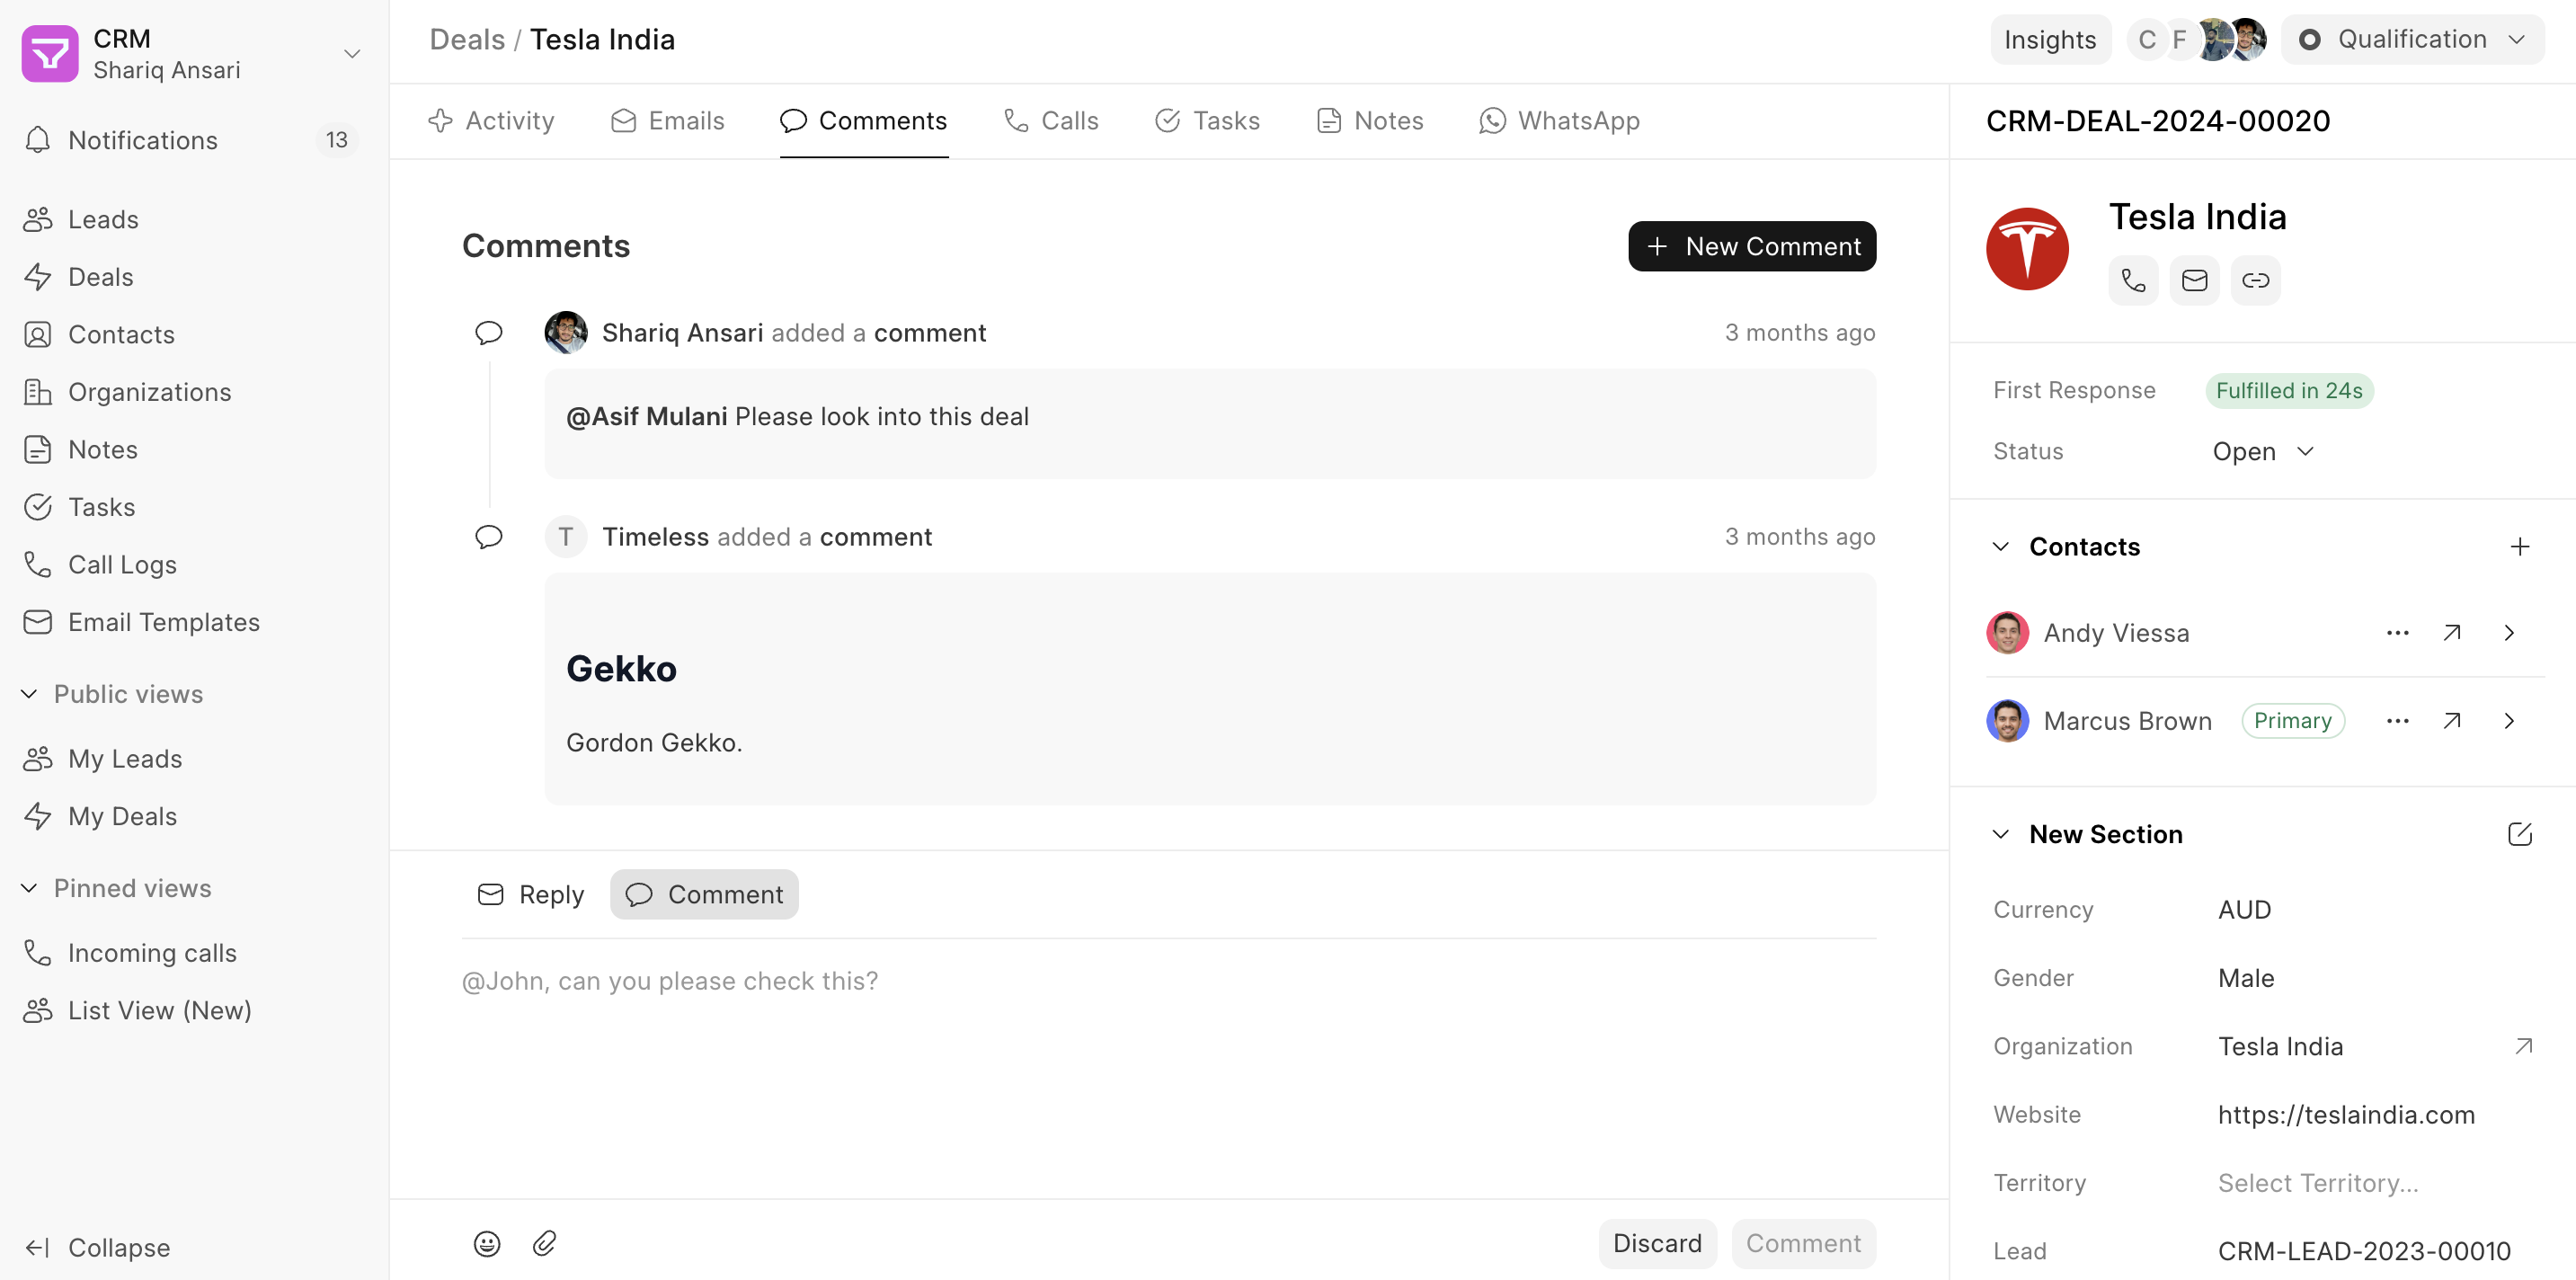 CRM
Shariq Ansari
Notifications 13
Leads
Deals
Contacts
Organizations
Notes
Tasks
Call Logs
Email Templates
Public views
My Leads
My Deals
Pinned views
Incoming calls
List View (New)
Collapse
Deals / Tesla India
Insights C F Qualification
Activity Emails Comments Calls Tasks Notes WhatsApp
Comments
New Comment
Shariq Ansari added a comment 3 months ago
@Asif Mulani Please look into this deal
T Timeless added a comment 3 months ago
Gekko
Gordon Gekko.
Reply Comment
@John, can you please check this?
Discard Comment
CRM-DEAL-2024-00020
Tesla India
First Response Fulfilled in 24s
Status Open
Contacts
Andy Viessa
Marcus Brown Primary
New Section
Currency AUD
Gender Male
Organization Tesla India
Website https://teslaindia.com
Territory Select Territory...
Lead CRM-LEAD-2023-00010